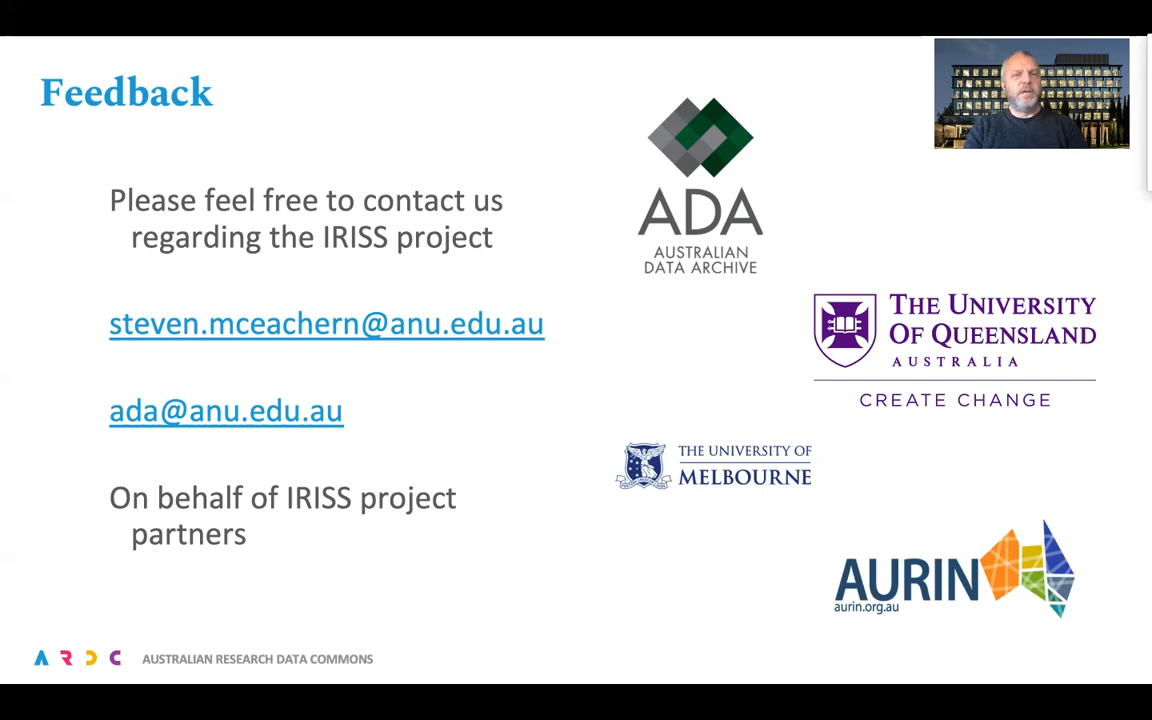 Feedback
Please feel free to contact us
regarding the IRISS project
steven.mceachern@anu.edu.au
ada@anu.edu.au
On behalf of IRISS project
partners
ADA
AUSTRALIAN
DATA ARCHIVE
THE UNIVERSITY
OF QUEENSLAND
AUSTRALIA
CREATE CHANGE
THE UNIVERSITY OF
MELBOURNE
AURIN
aurin.org.au
ARDC AUSTRALIAN RESEARCH DATA COMMONS